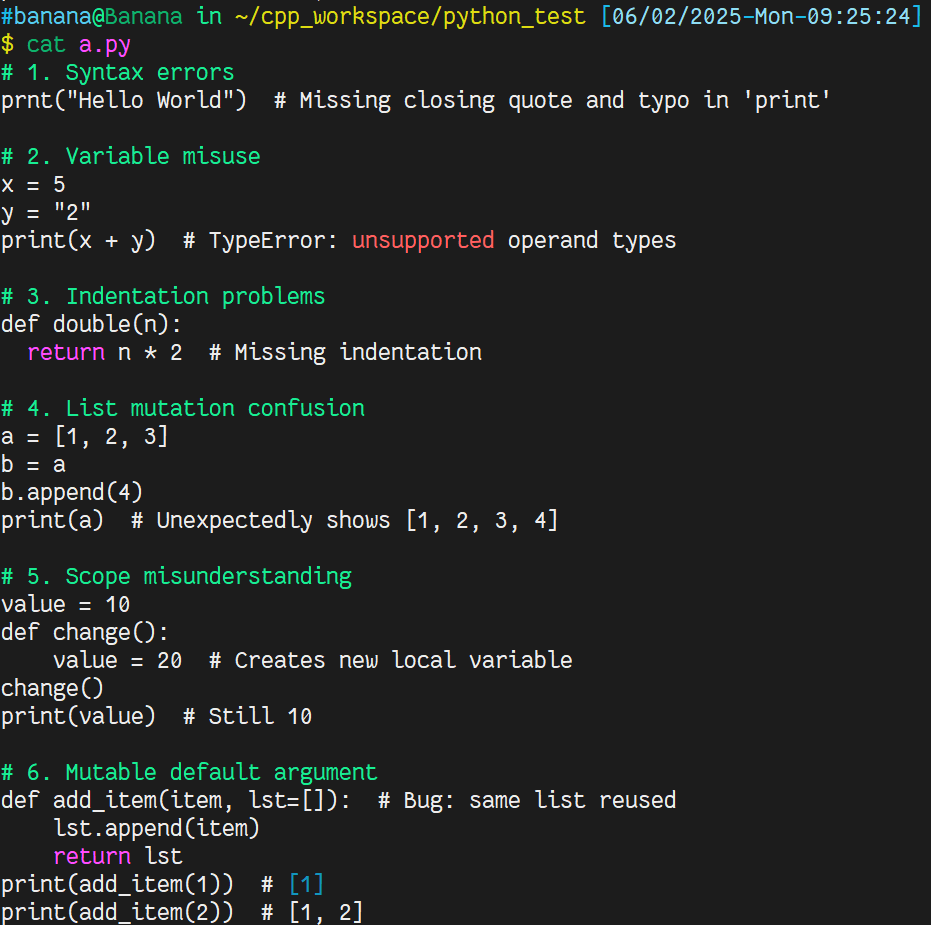 #banana@Banana in ~/cpp_workspace/python_test [06/02/2025-Mon-09:25:24]
$ cat a.py
# 1. Syntax errors
prnt("Hello World")  # Missing closing quote and typo in 'print'

# 2. Variable misuse
x = 5
y = "2"
print(x + y)  # TypeError: unsupported operand types

# 3. Indentation problems
def double(n):
  return n * 2  # Missing indentation

# 4. List mutation confusion
a = [1, 2, 3]
b = a
b.append(4)
print(a)  # Unexpectedly shows [1, 2, 3, 4]

# 5. Scope misunderstanding
value = 10
def change():
    value = 20  # Creates new local variable
change()
print(value)  # Still 10

# 6. Mutable default argument
def add_item(item, lst=[]):  # Bug: same list reused
    lst.append(item)
    return lst
print(add_item(1))  # [1]
print(add_item(2))  # [1, 2]